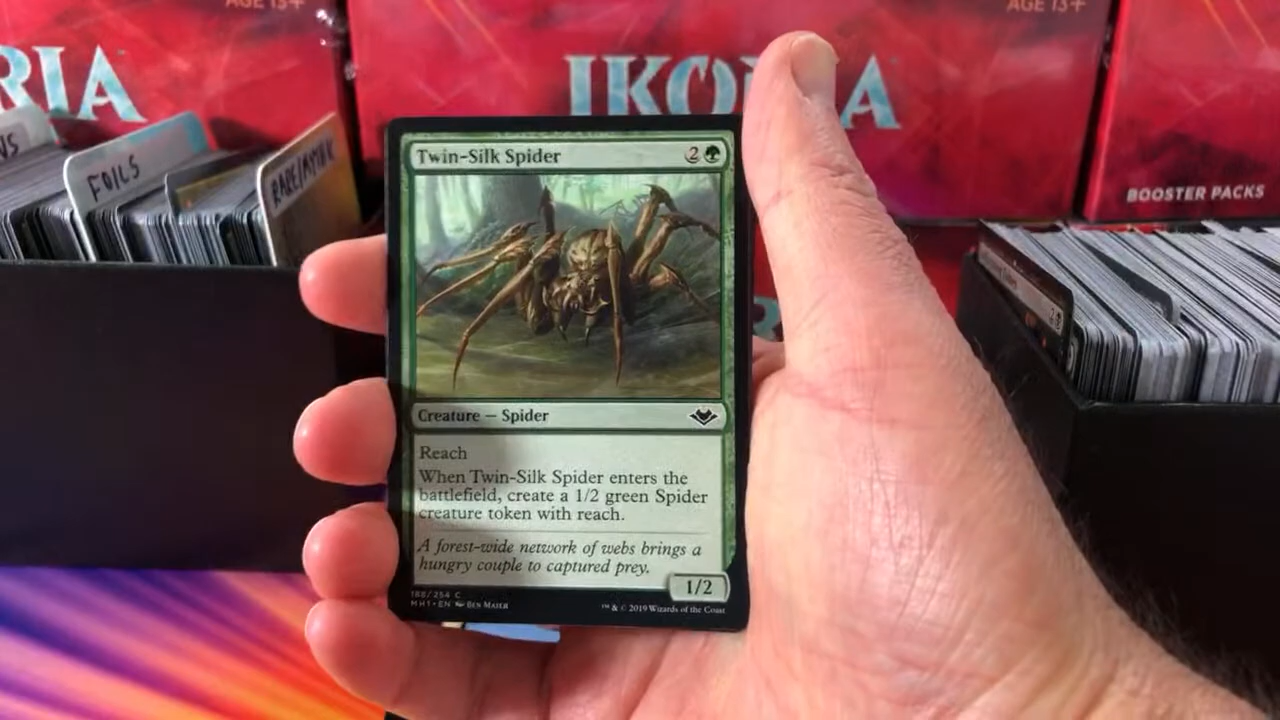 AGE 13+
AGE 13+
RIA
IKORIA
BOOSTER PACKS
FOILS
RARE/MYTHIC
Twin-Silk Spider 2
Creature — Spider
Reach
When Twin-Silk Spider enters the
battlefield, create a 1/2 green Spider
creature token with reach.
A forest-wide network of webs brings a
hungry couple to captured prey.
1/2
188/254 C
MH1 • EN Ben Maier
™ & © 2019 Wizards of the Coast